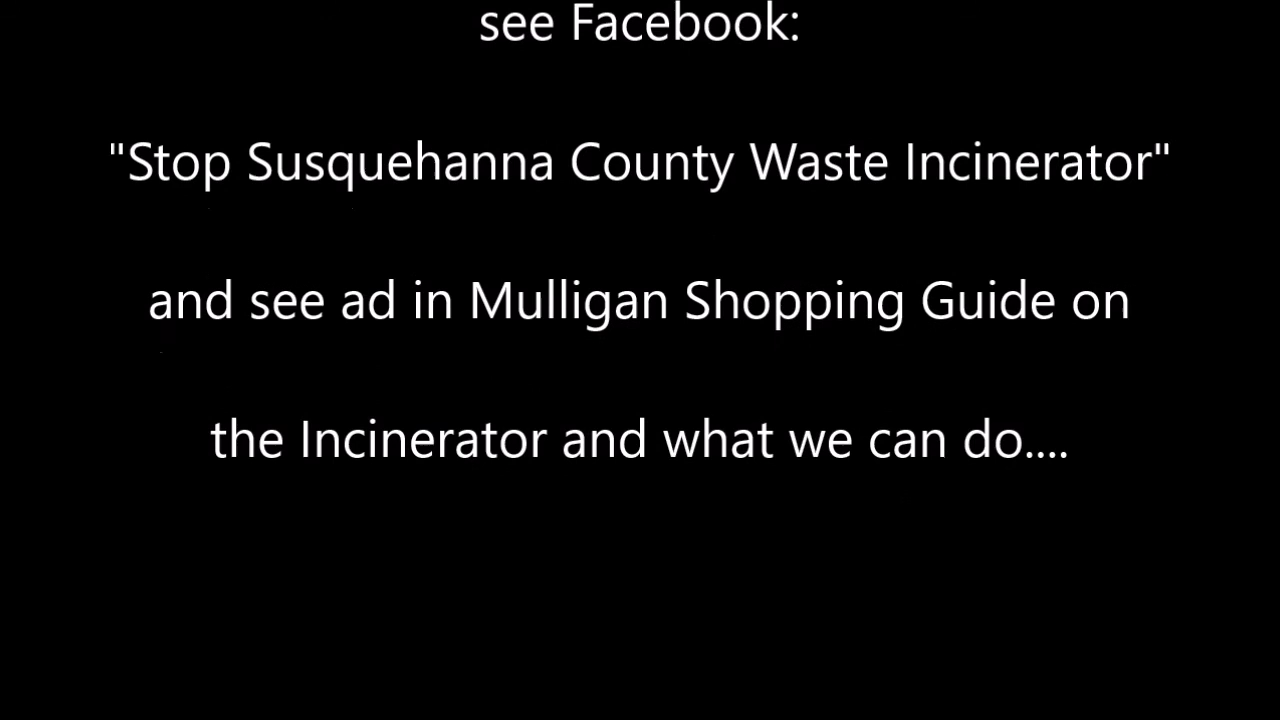 see Facebook:
"Stop Susquehanna County Waste Incinerator"
and see ad in Mulligan Shopping Guide on
the Incinerator and what we can do....